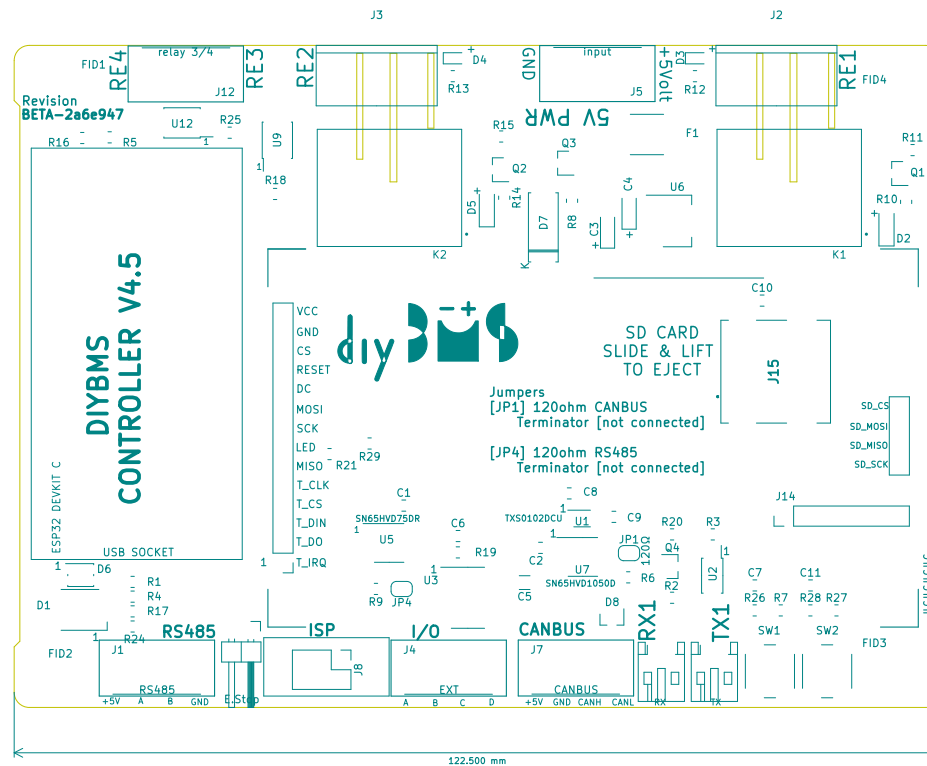 J3
J2
relay 3/4
input
FID1
RE4
RE3
RE2
D4
GND
+5Volt
D3
RE1
FID4
J12
R13
J5
R12
Revision
BETA-2a6e947
U12
R25
5V PWR
R16
R5
1
U9
R15
F1
R11
1
Q3
Q2
Q1
R18
D5
+
R14
D7
R8
C4
U6
R10
+
C3
+
+
D2
K2
K
K1
C10
DIYBMS
CONTROLLER V4.5
VCC
GND
CS
RESET
DC
MOSI
SCK
LED
MISO
T_CLK
T_CS
T_DIN
T_DO
T_IRQ
diyBMS
- +
SD CARD
SLIDE & LIFT
TO EJECT
J15
Jumpers
[JP1] 120ohm CANBUS
Terminator [not connected]
[JP4] 120ohm RS485
Terminator [not connected]
SD_CS
SD_MOSI
SD_MISO
SD_SCK
R29
R21
ESP32 DEVKIT C
USB SOCKET
C1
SN65HVD75DR
1
U5
C6
R19
U3
1
C8
1
TXS0102DCU
U1
C9
J14
R20
R3
JP1
120Ω
Q4
1
U2
C2
U7
SN65HVD1050D
C5
R6
R2
R9
JP4
1
D6
D1
1
R1
R4
R17
R24
D8
C7
C11
R26
R7
R28
R27
SW1
SW2
FID3
FID2
RS485
ISP
I/O
CANBUS
RX1
TX1
J1
J8
J4
J7
RS485
E.Stop
EXT
CANBUS
+5V
A
B
GND
A
B
C
D
+5V
GND
CANH
CANL
RX
TX
122.500 mm